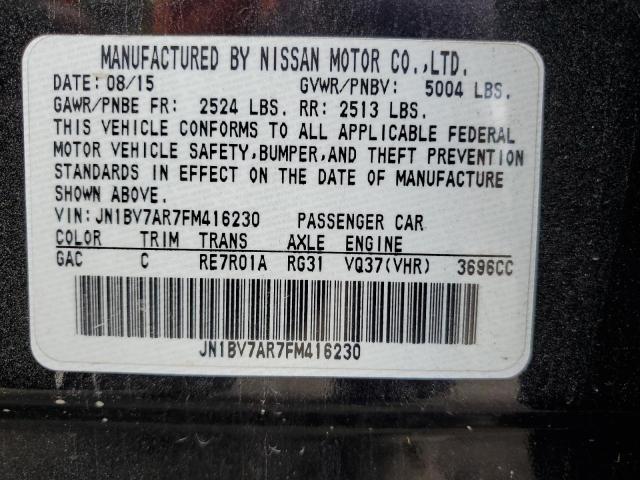 MANUFACTURED BY NISSAN MOTOR CO.,LTD.
DATE: 08/15 GVWR/PNBV: 5004 LBS.
GAWR/PNBE FR: 2524 LBS. RR: 2513 LBS.
THIS VEHICLE CONFORMS TO ALL APPLICABLE FEDERAL
MOTOR VEHICLE SAFETY,BUMPER,AND THEFT PREVENTION
STANDARDS IN EFFECT ON THE DATE OF MANUFACTURE
SHOWN ABOVE.
VIN: JN1BV7AR7FM416230 PASSENGER CAR
COLOR TRIM TRANS AXLE ENGINE
GAC C RE7R01A RG31 VQ37(VHR) 3696CC
JN1BV7AR7FM416230